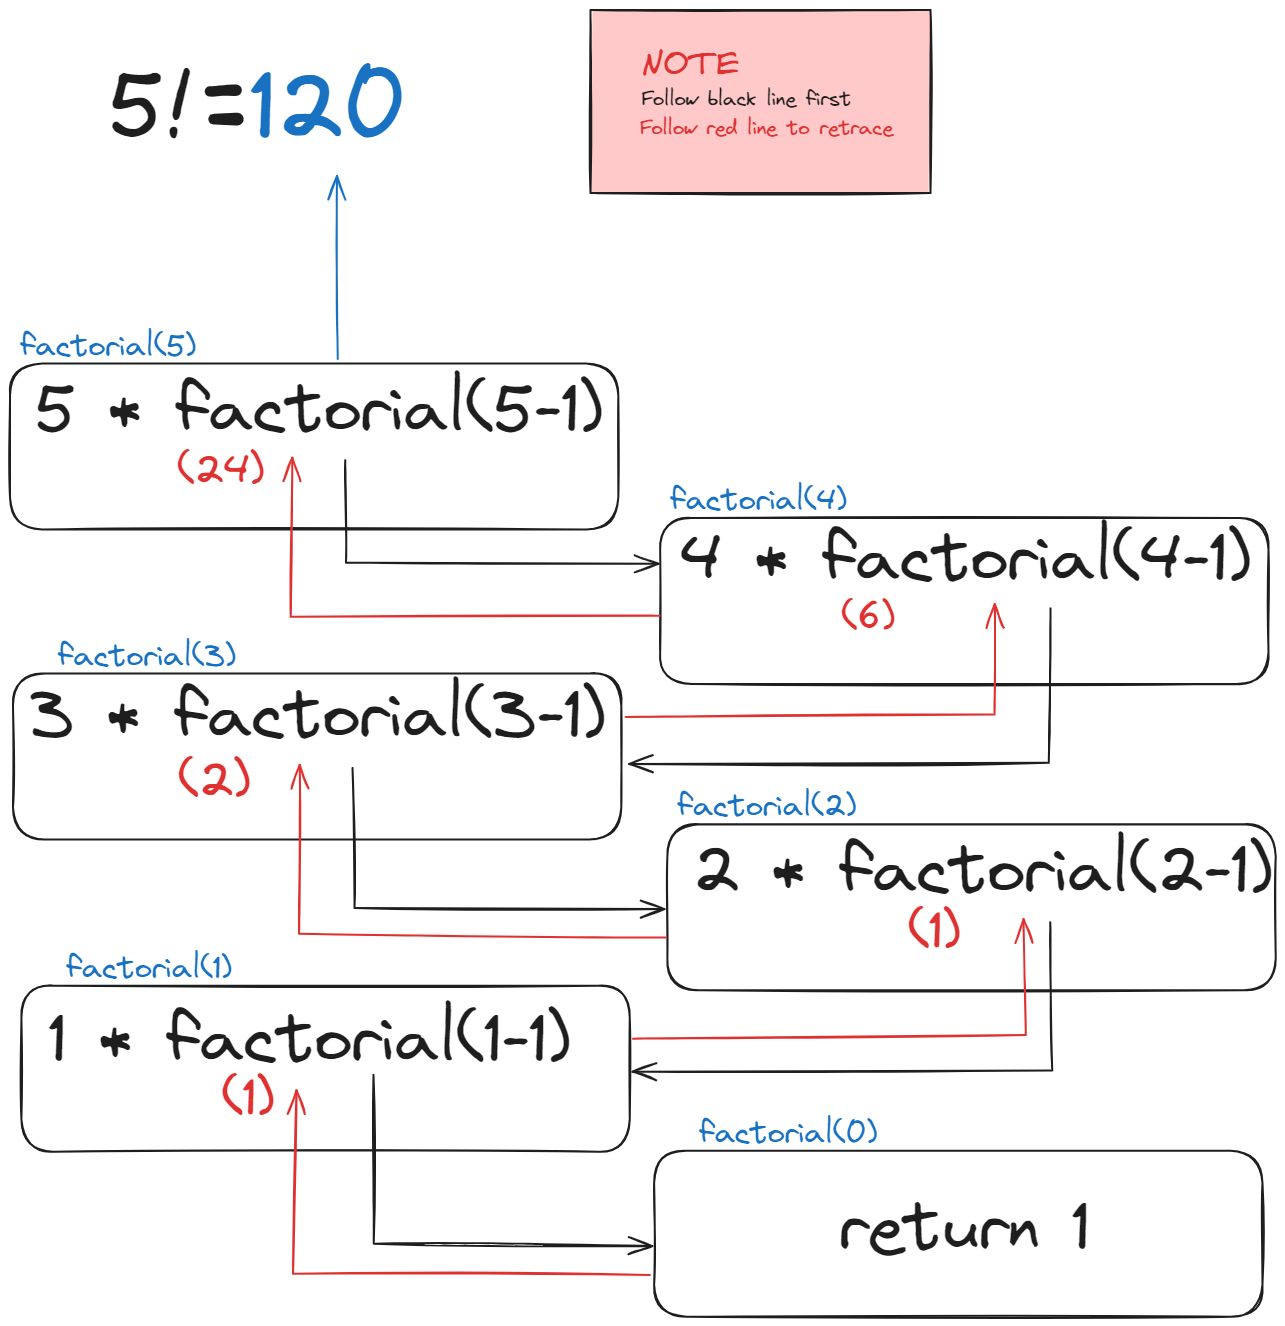 5!=120
NOTE
Follow black line first
Follow red line to retrace
factorial(5)
5 * factorial(5-1)
(24)
factorial(4)
4 * factorial(4-1)
(6)
factorial(3)
3 * factorial(3-1)
(2)
factorial(2)
2 * factorial(2-1)
(1)
factorial(1)
1 * factorial(1-1)
(1)
factorial(0)
return 1